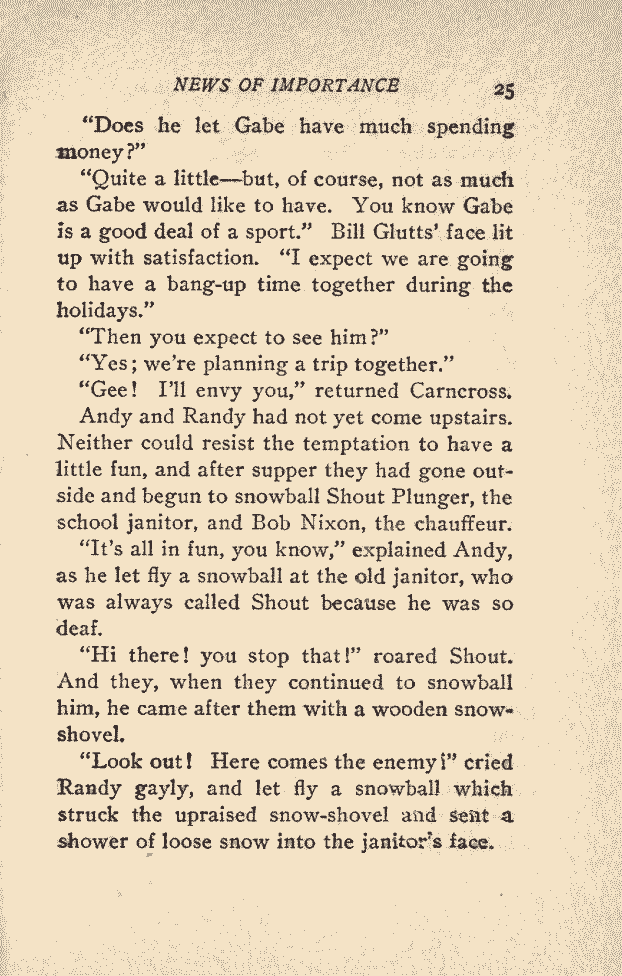 NEWS OF IMPORTANCE 25
“Does he let Gabe have much spending
money?”
“Quite a little—but, of course, not as much
as Gabe would like to have. You know Gabe
is a good deal of a sport.” Bill Glutts’ face lit
up with satisfaction. “I expect we are going
to have a bang-up time together during the
holidays.”
“Then you expect to see him?”
“Yes; we’re planning a trip together.”
“Gee! I’ll envy you,” returned Carncross.
Andy and Randy had not yet come upstairs.
Neither could resist the temptation to have a
little fun, and after supper they had gone out-
side and begun to snowball Shout Plunger, the
school janitor, and Bob Nixon, the chauffeur.
“It’s all in fun, you know,” explained Andy,
as he let fly a snowball at the old janitor, who
was always called Shout because he was so
deaf.
“Hi there! you stop that!” roared Shout.
And they, when they continued to snowball
him, he came after them with a wooden snow-
shovel.
“Look out! Here comes the enemy!” cried
Randy gayly, and let fly a snowball which
struck the upraised snow-shovel and sent a
shower of loose snow into the janitor’s face.